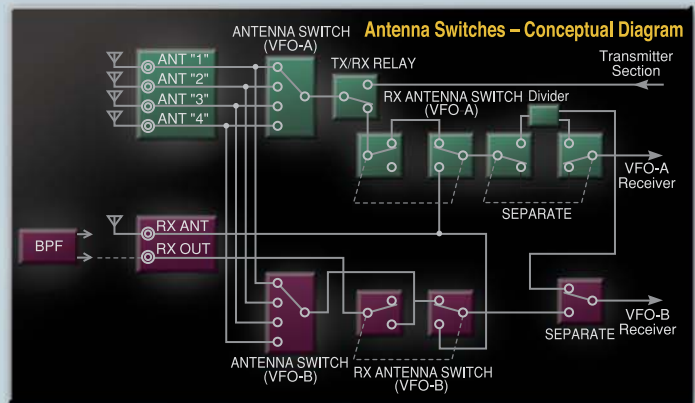 Antenna Switches – Conceptual Diagram
ANTENNA SWITCH
(VFO-A)
ANT "1"
ANT "2"
ANT "3"
ANT "4"
TX/RX RELAY
Transmitter
Section
RX ANTENNA SWITCH
(VFO-A)
Divider
VFO-A
Receiver
SEPARATE
RX ANT
RX OUT
BPF
ANTENNA SWITCH
(VFO-B)
RX ANTENNA SWITCH
(VFO-B)
SEPARATE
VFO-B
Receiver